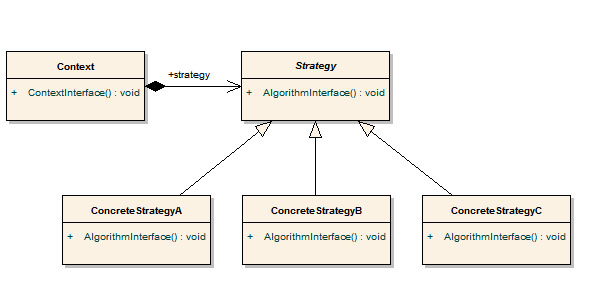 Context
+ ContextInterface() : void
+strategy
Strategy
+ AlgorithmInterface() : void
ConcreteStrategyA
+ AlgorithmInterface() : void
ConcreteStrategyB
+ AlgorithmInterface() : void
ConcreteStrategyC
+ AlgorithmInterface() : void